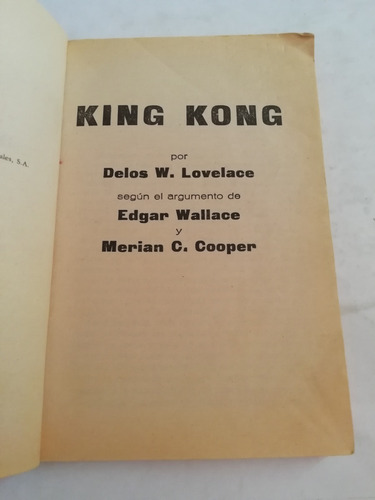 S.A.
KING KONG
por
Delos W. Lovelace
según el argumento de
Edgar Wallace
y
Merian C. Cooper